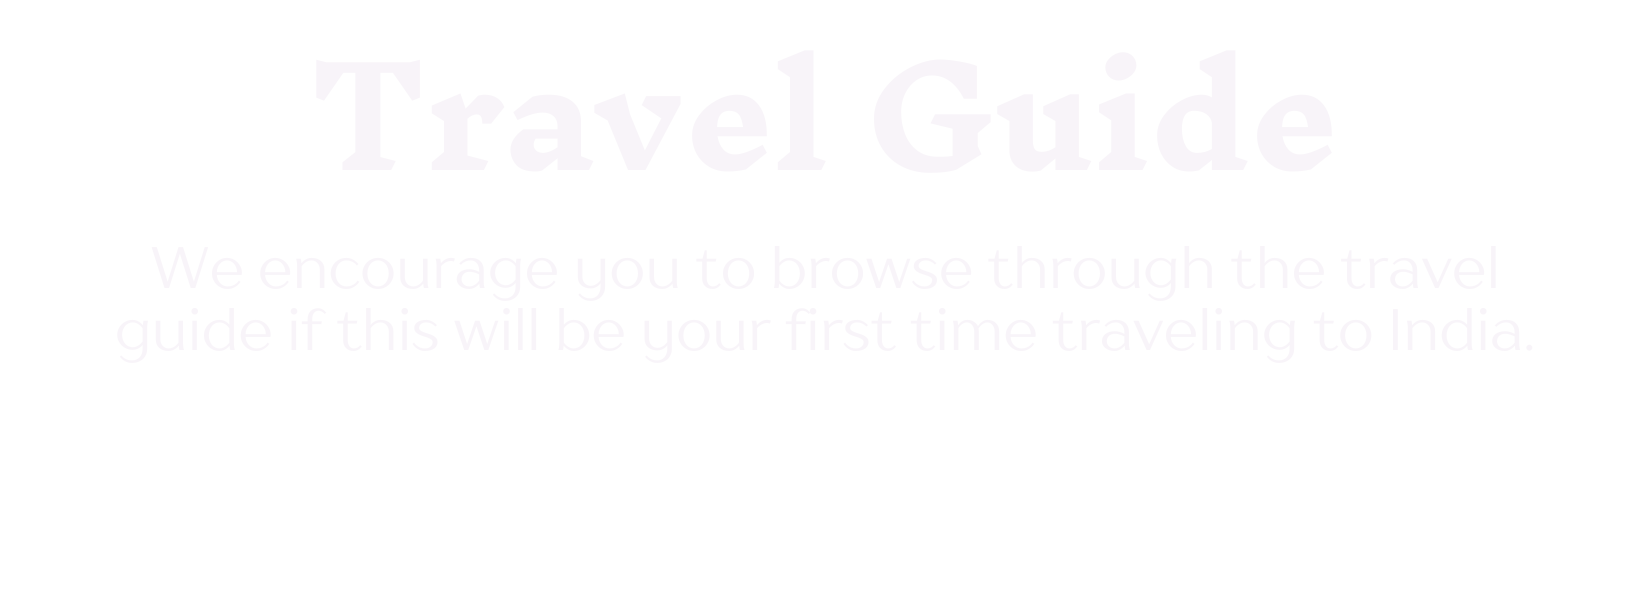 Travel Guide
We encourage you to browse through the travel
guide if this will be your first time traveling to India.